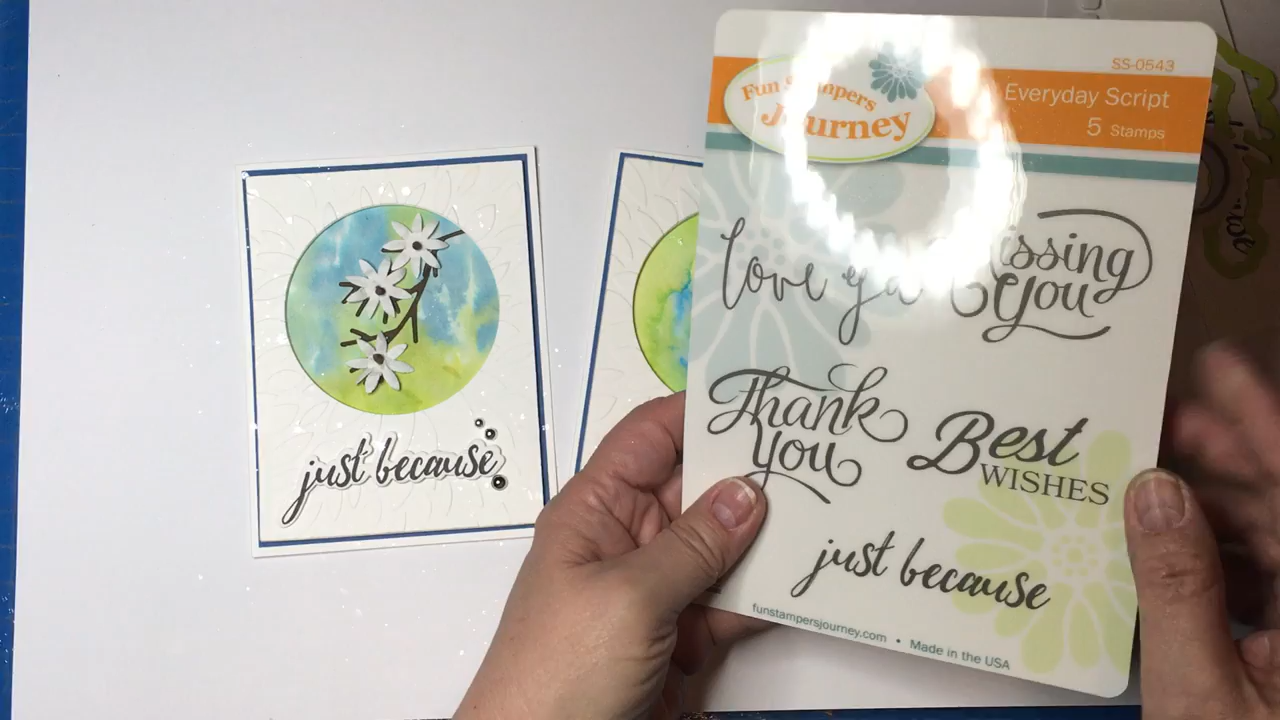 SS-0543
Fun Stampers
Journey
Everyday Script
5 Stamps
love ya
Missing
You
Thank
You
Best
WISHES
just because
funstampersjourney.com • Made in the USA
just because